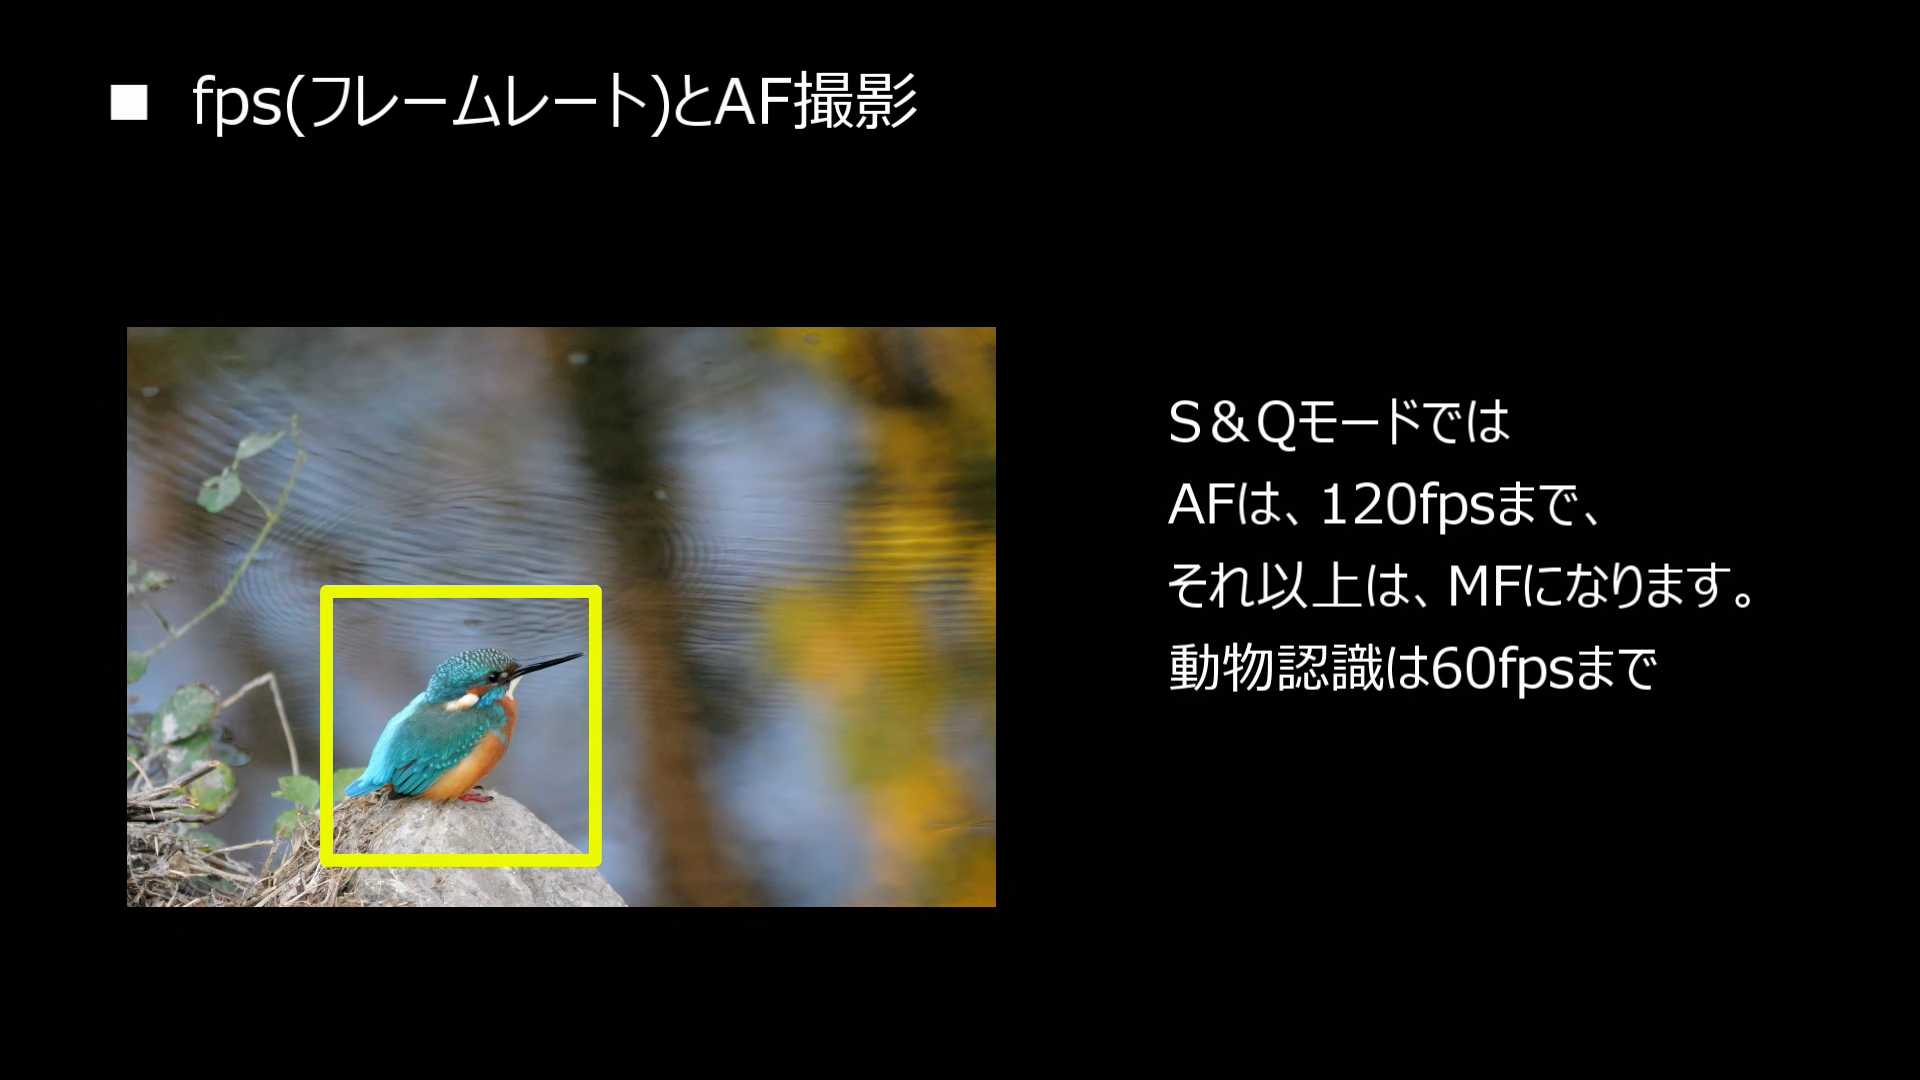 ■ fps(フレームレート)とAF撮影
S&Qモードでは
AFは、120fpsまで、
それ以上は、MFになります。
動物認識は60fpsまで